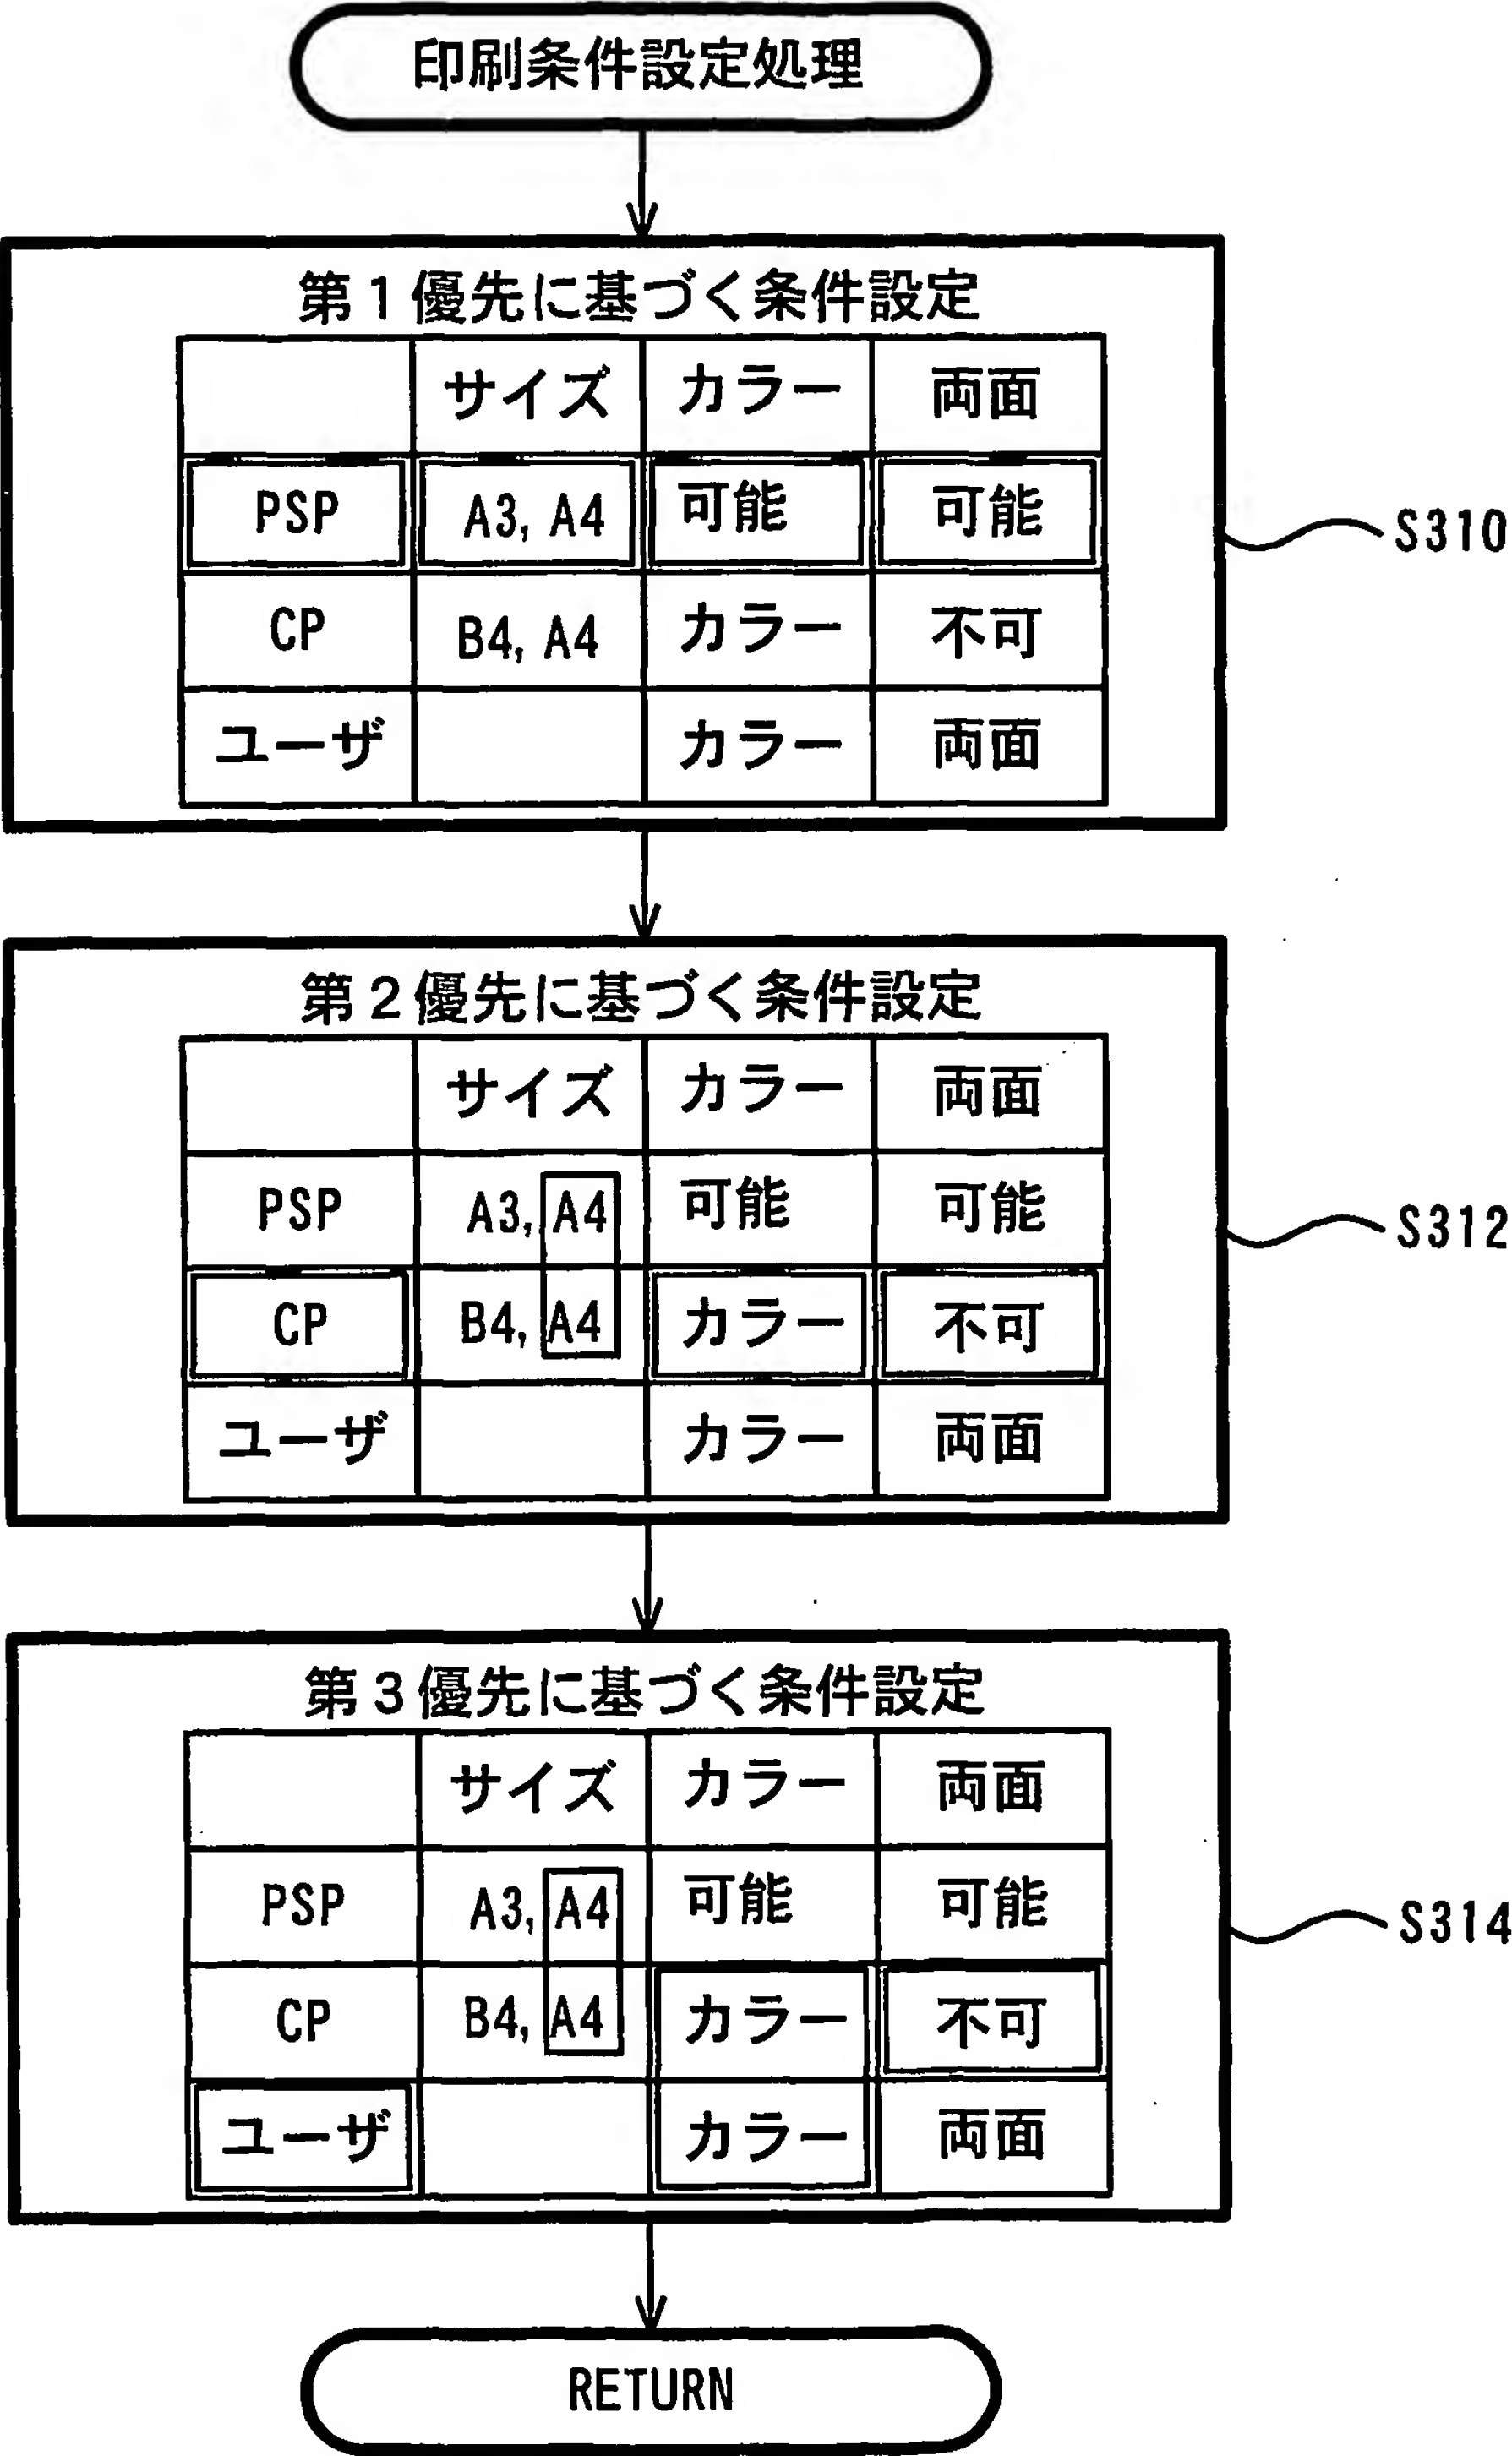 印刷条件設定処理
第1優先に基づく条件設定
サイズ カラー 両面
PSP A3, A4 可能 可能
S310
CP B4, A4 カラー 不可
ユーザ カラー 両面
第2優先に基づく条件設定
サイズ カラー 両面
PSP A3, A4 可能 可能
S312
CP B4, A4 カラー 不可
ユーザ カラー 両面
第3優先に基づく条件設定
サイズ カラー 両面
PSP A3, A4 可能 可能
S314
CP B4, A4 カラー 不可
ユーザ カラー 両面
RETURN